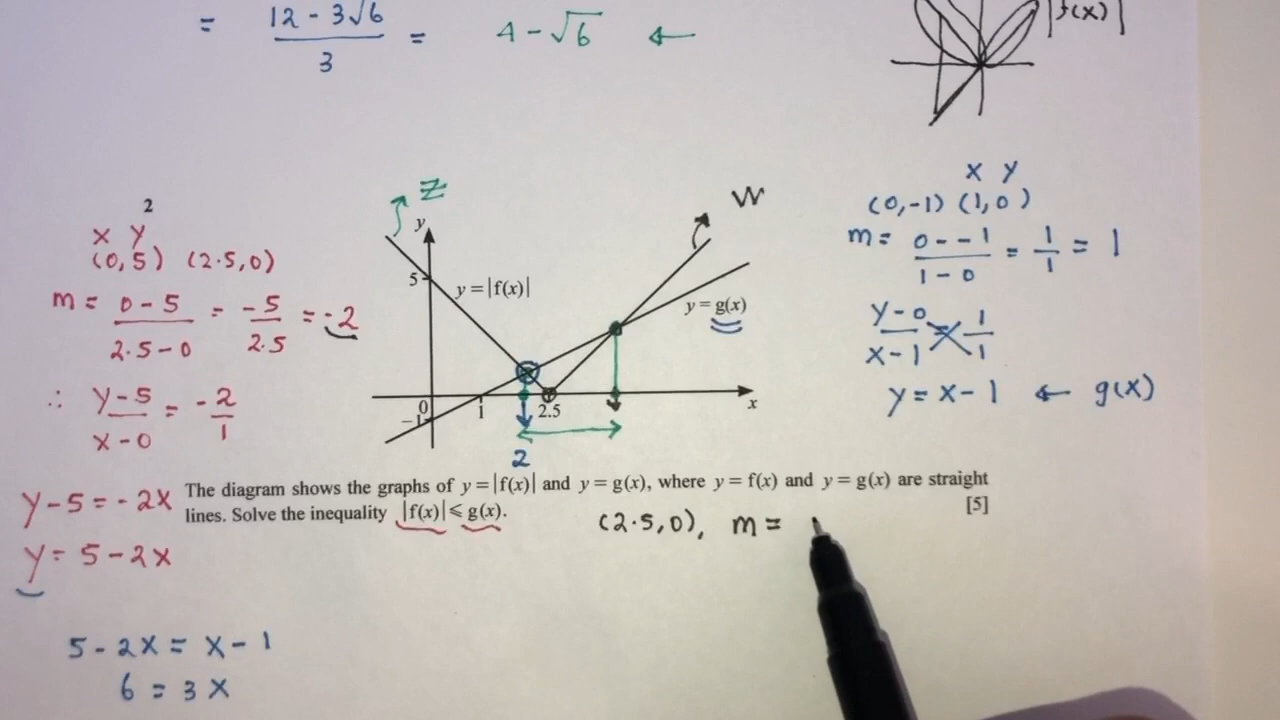 = 12 - 3√6 = 4 - √6 ←
3
|f(x)|
2
x y
(0,5) (2.5,0)
m = 0 - 5 = -5 = -2
2.5 - 0 2.5
∴ y - 5 = -2
x - 0 1
y - 5 = -2x
y = 5 - 2x
5 - 2x = x - 1
6 = 3x
Z
W
y
5
y = |f(x)|
y = g(x)
0
1
2.5
x
-1
2
The diagram shows the graphs of y = |f(x)| and y = g(x), where y = f(x) and y = g(x) are straight
lines. Solve the inequality |f(x)| ⩽ g(x). [5]
(2.5,0), m =
x y
(0,-1) (1,0)
m = 0 - -1 = 1 = 1
1 - 0 1
y - 0 = 1
x - 1 1
y = x - 1 ← g(x)